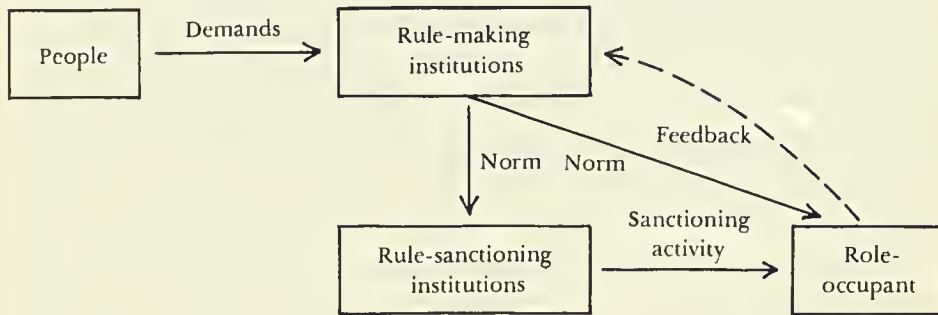 Demands
People
Rule-making
institutions
Feedback
Norm Norm
Sanctioning
activity
Rule-sanctioning
institutions
Role-
occupant